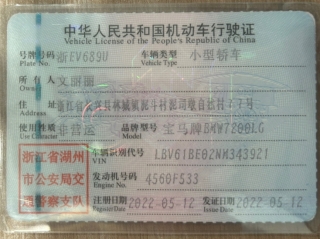 中华人民共和国机动车行驶证
Vehicle License of the People's Republic of China
号牌号码 浙EV689U 车辆类型 小型轿车
Plate No. Vehicle Type
所有人
Owner
住址
Address
使用性质 非营运 品牌型号 宝马牌BMW7200LG
Use Character Model
浙江省湖州 车辆识别代号 LBV61BE02NM343921
VIN
市公安局交 发动机号码 4560F533
Engine No.
通警察支队 注册日期 2022-05-12 发证日期 2022-05-12
Register Date Issue Date